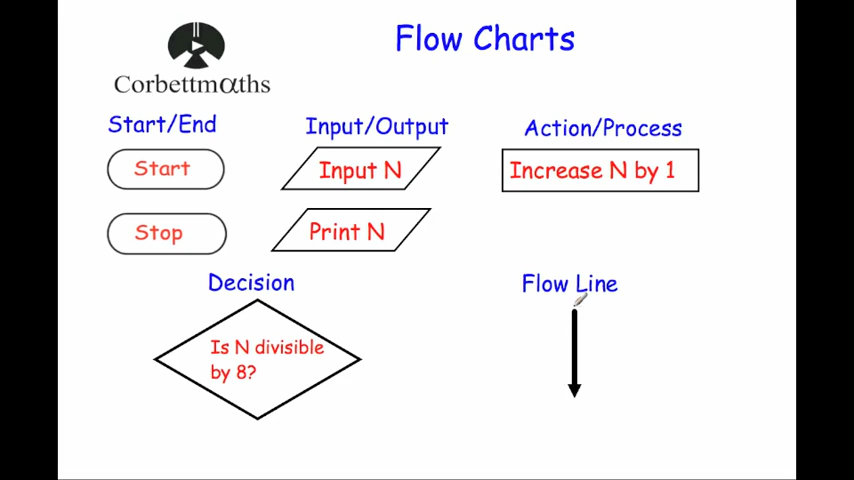 Flow Charts
Corbettmαths
Start/End
Input/Output
Action/Process
Start
Input N
Increase N by 1
Stop
Print N
Decision
Flow Line
Is N divisible
by 8?